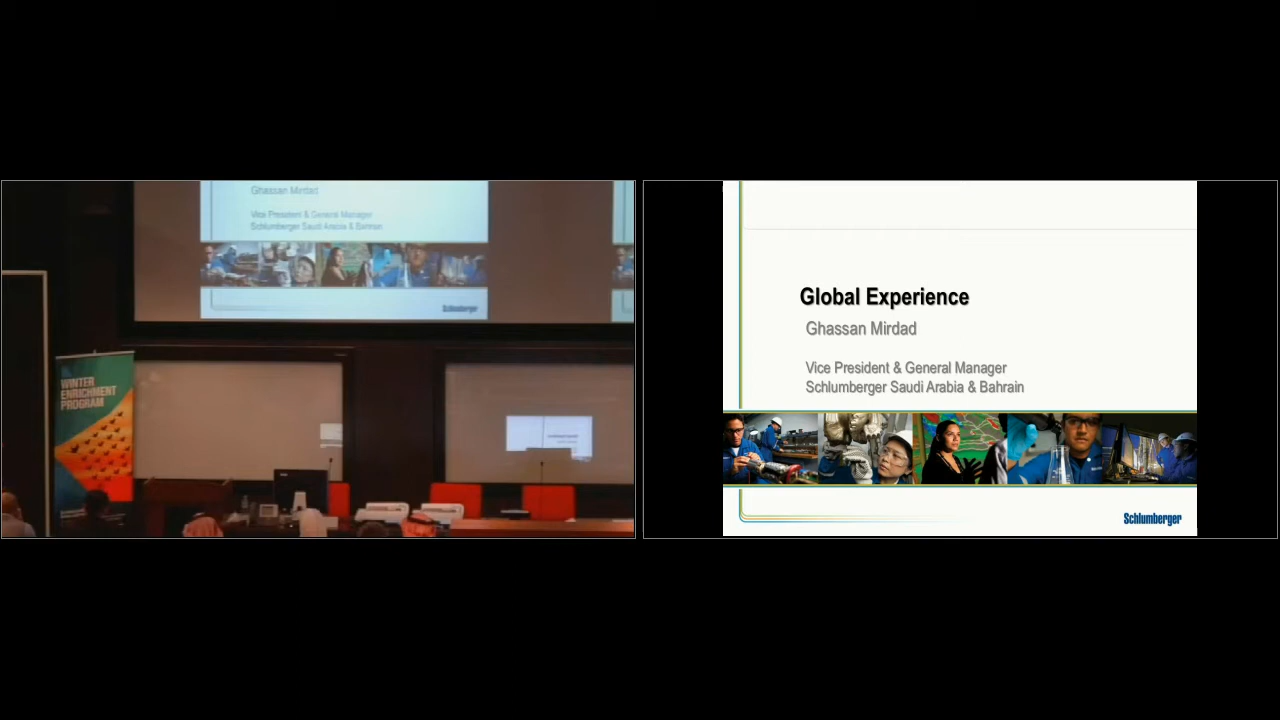 Ghassan Mirdad
Vice President & General Manager
Schlumberger Saudi Arabia & Bahrain
Schlumberger
WINTER
ENRICHMENT
PROGRAM
Global Experience
Ghassan Mirdad
Vice President & General Manager
Schlumberger Saudi Arabia & Bahrain
Schlumberger